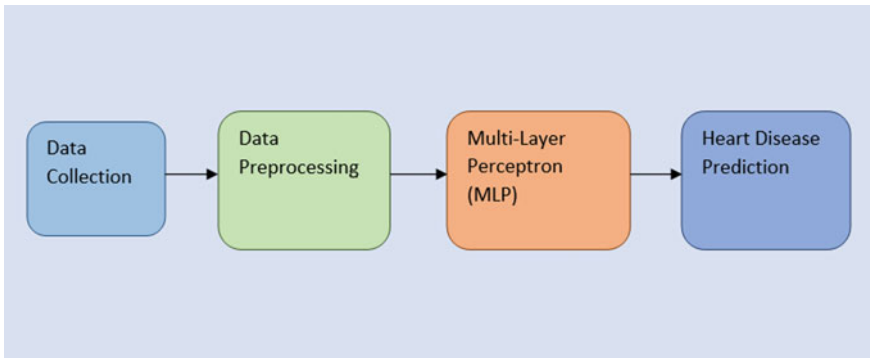 Data
Collection
Data
Preprocessing
Multi-Layer
Perceptron
(MLP)
Heart Disease
Prediction